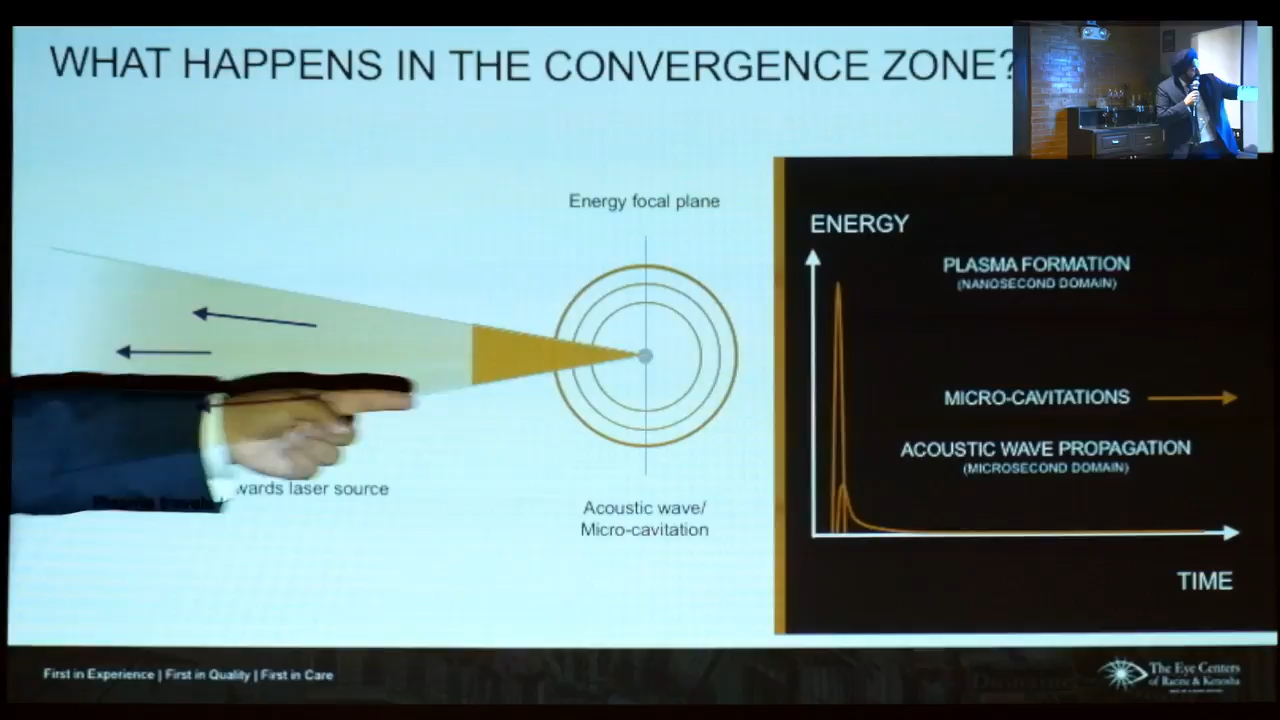 WHAT HAPPENS IN THE CONVERGENCE ZONE?
Energy focal plane
wards laser source
Acoustic wave/
Micro-cavitation
ENERGY
PLASMA FORMATION
(NANOSECOND DOMAIN)
MICRO-CAVITATIONS
ACOUSTIC WAVE PROPAGATION
(MICROSECOND DOMAIN)
TIME
First in Experience | First in Quality | First in Care
The Eye Centers
of Racine & Kenosha